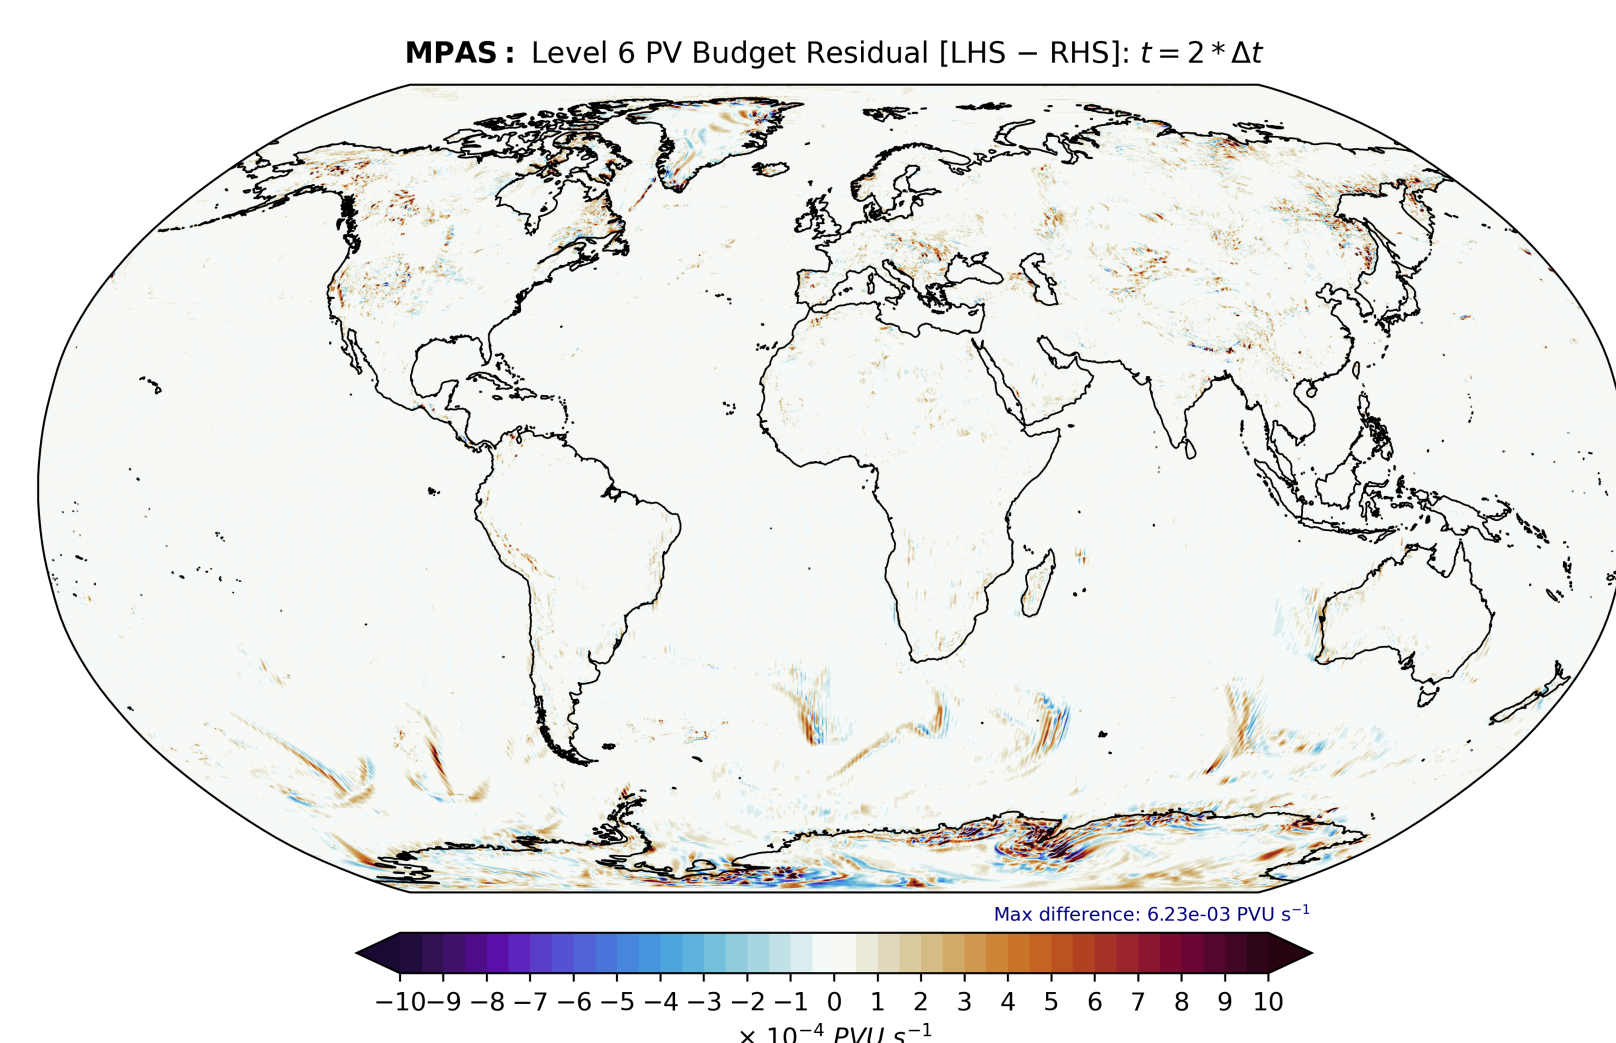 MPAS: Level 6 PV Budget Residual [LHS − RHS]: t = 2 * Δt
Max difference: 6.23e-03 PVU s⁻¹
−10 −9 −8 −7 −6 −5 −4 −3 −2 −1 0 1 2 3 4 5 6 7 8 9 10
× 10⁻⁴ PVU s⁻¹